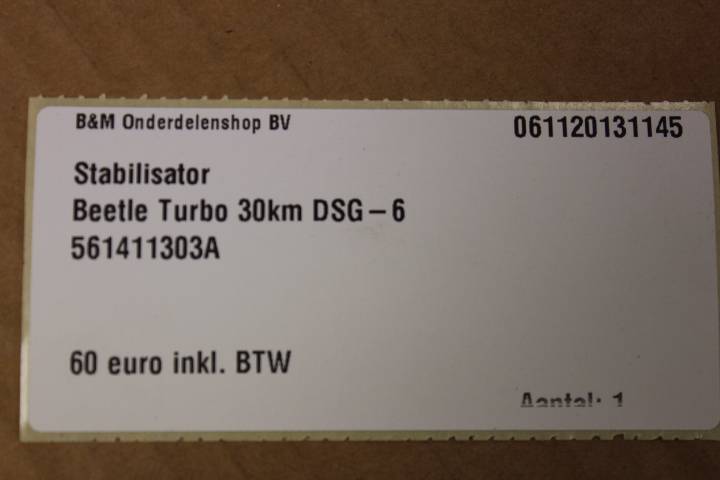 B&M Onderdelenshop BV 061120131145
Stabilisator
Beetle Turbo 30km DSG – 6
561411303A
60 euro inkl. BTW
Aantal: 1